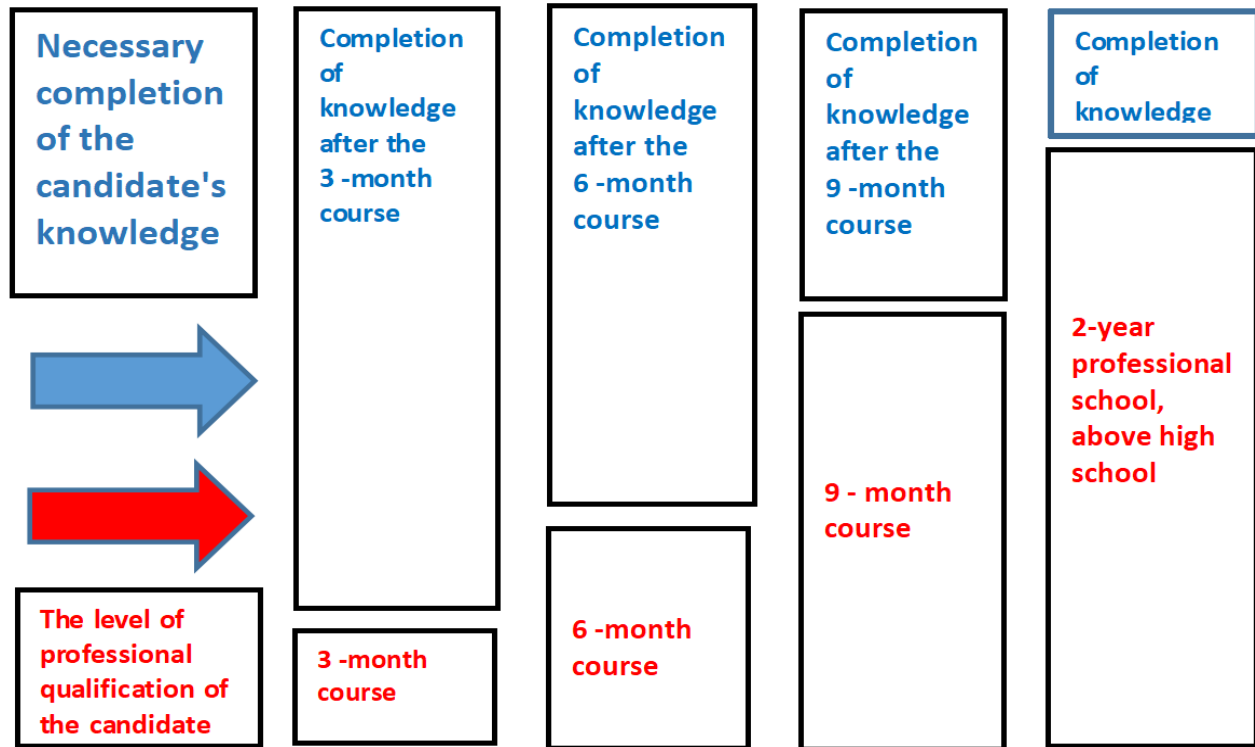 Necessary
completion
of the
candidate's
knowledge
The level of
professional
qualification of
the candidate
Completion
of
knowledge
after the
3 -month
course
3 -month
course
Completion
of
knowledge
after the
6 -month
course
6 -month
course
Completion
of
knowledge
after the
9 -month
course
9 - month
course
Completion
of
knowledge
2-year
professional
school,
above high
school